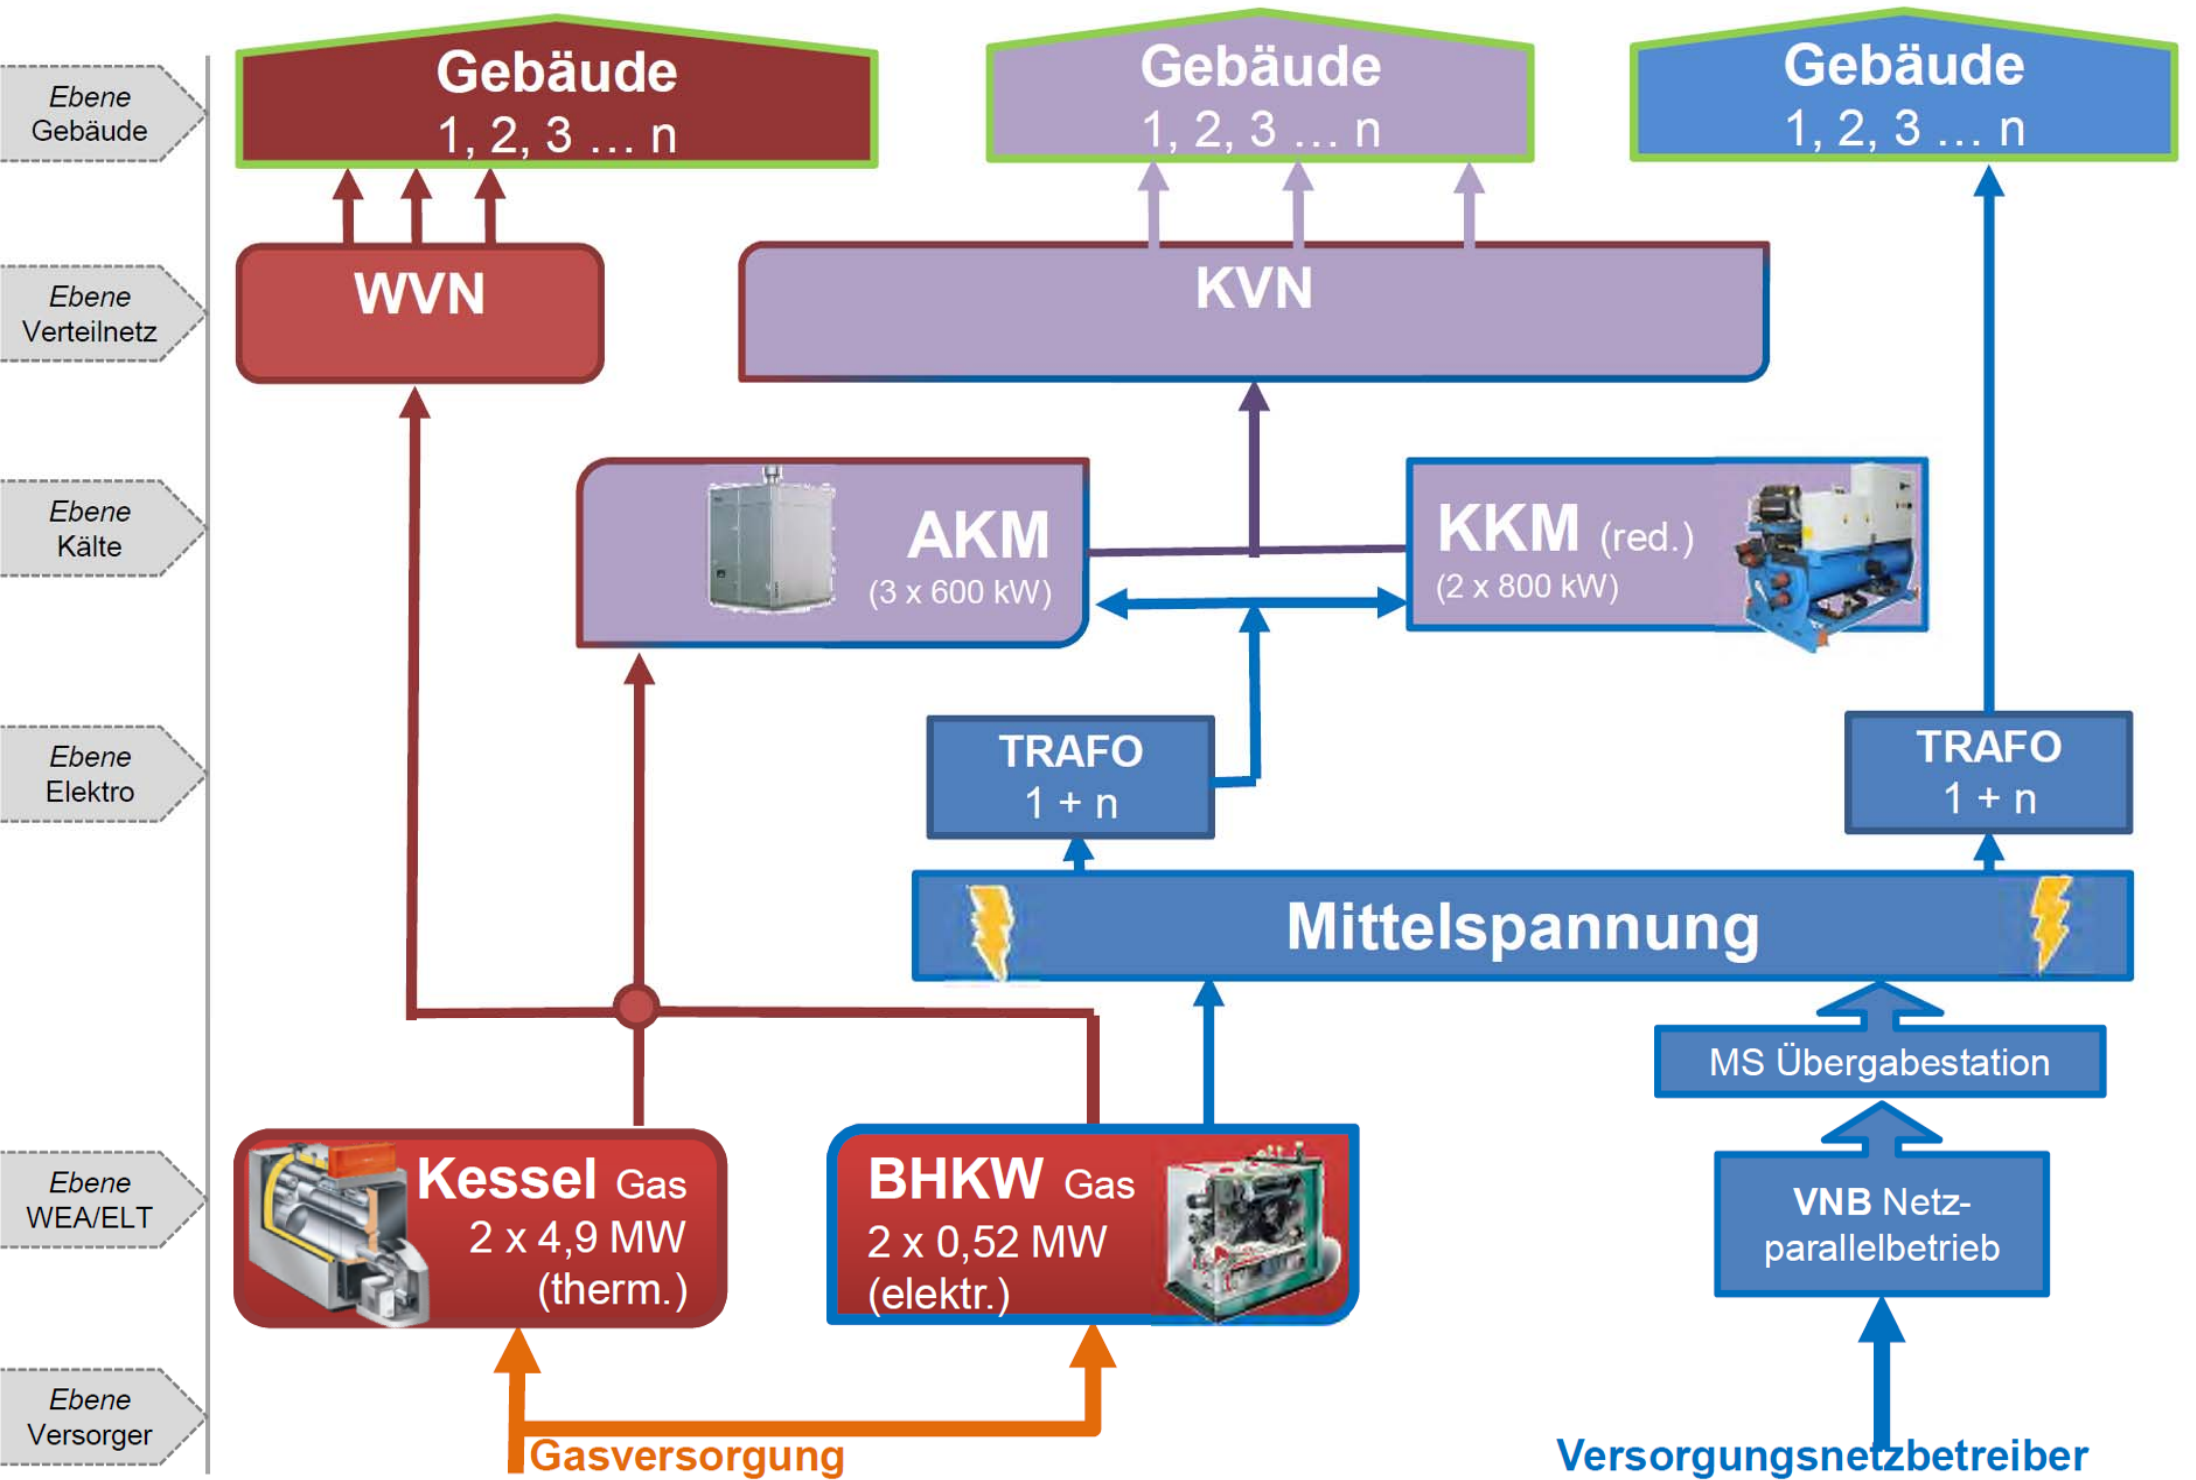 Ebene
Gebäude
Gebäude
1, 2, 3 ... n
Gebäude
1, 2, 3 ... n
Gebäude
1, 2, 3 ... n
Ebene
Verteilnetz
WVN
KVN
Ebene
Kälte
AKM
(3 x 600 kW)
KKM (red.)
(2 x 800 kW)
Ebene
Elektro
TRAFO
1 + n
TRAFO
1 + n
Mittelspannung
MS Übergabestation
Ebene
WEA/ELT
Kessel Gas
2 x 4,9 MW
(therm.)
BHKW Gas
2 x 0,52 MW
(elektr.)
VNB Netz-
parallelbetrieb
Ebene
Versorger
Gasversorgung
Versorgungsnetzbetreiber